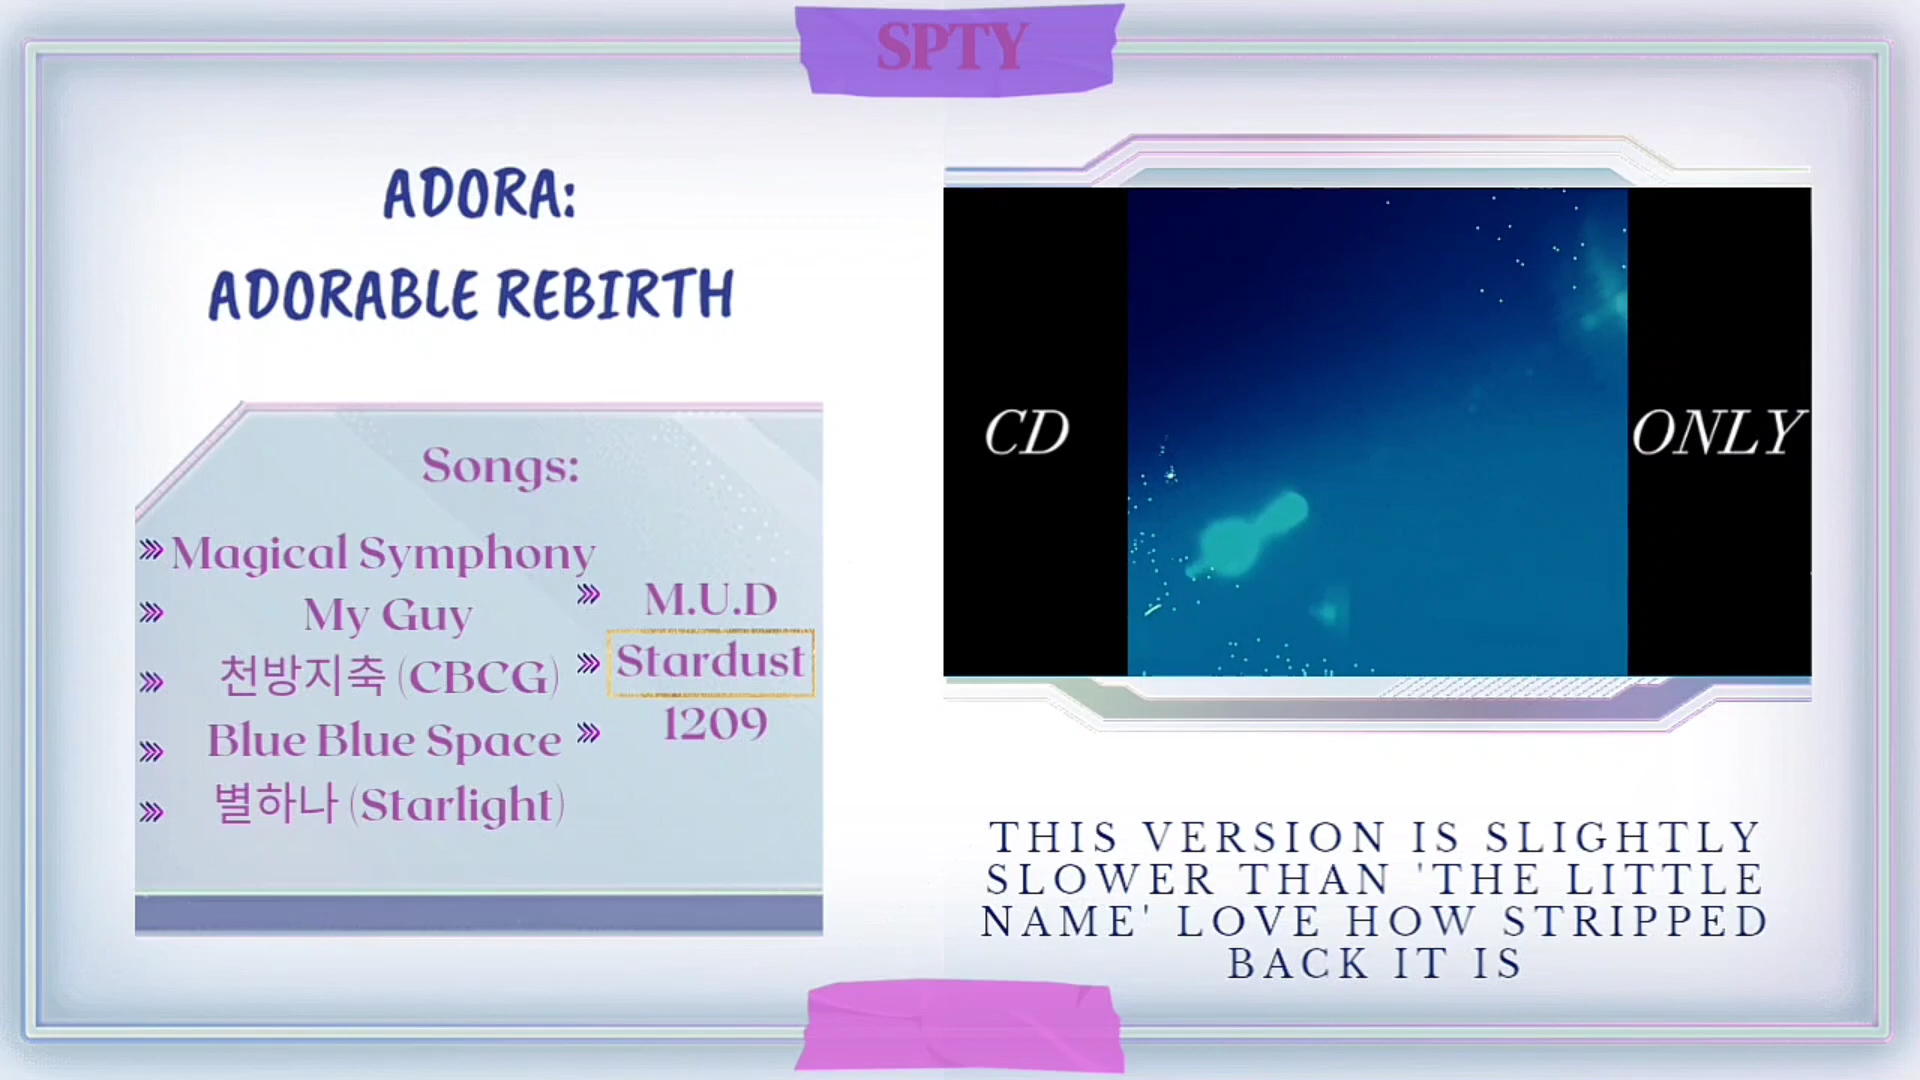 SPTY
ADORA:
ADORABLE REBIRTH
Songs:
Magical Symphony
My Guy
천방지축 (CBCG)
Blue Blue Space
별하나 (Starlight)
M.U.D
Stardust
1209
CD
ONLY
THIS VERSION IS SLIGHTLY
SLOWER THAN 'THE LITTLE
NAME' LOVE HOW STRIPPED
BACK IT IS